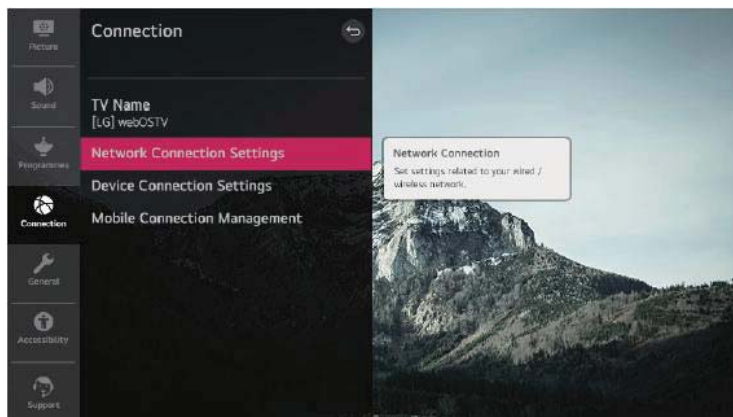 Picture
Sound
Programmes
Connection
General
Accessibility
Support
Connection
TV Name
[LG] webOSTV
Network Connection Settings
Device Connection Settings
Mobile Connection Management
Network Connection
Set settings related to your wired /
wireless network.